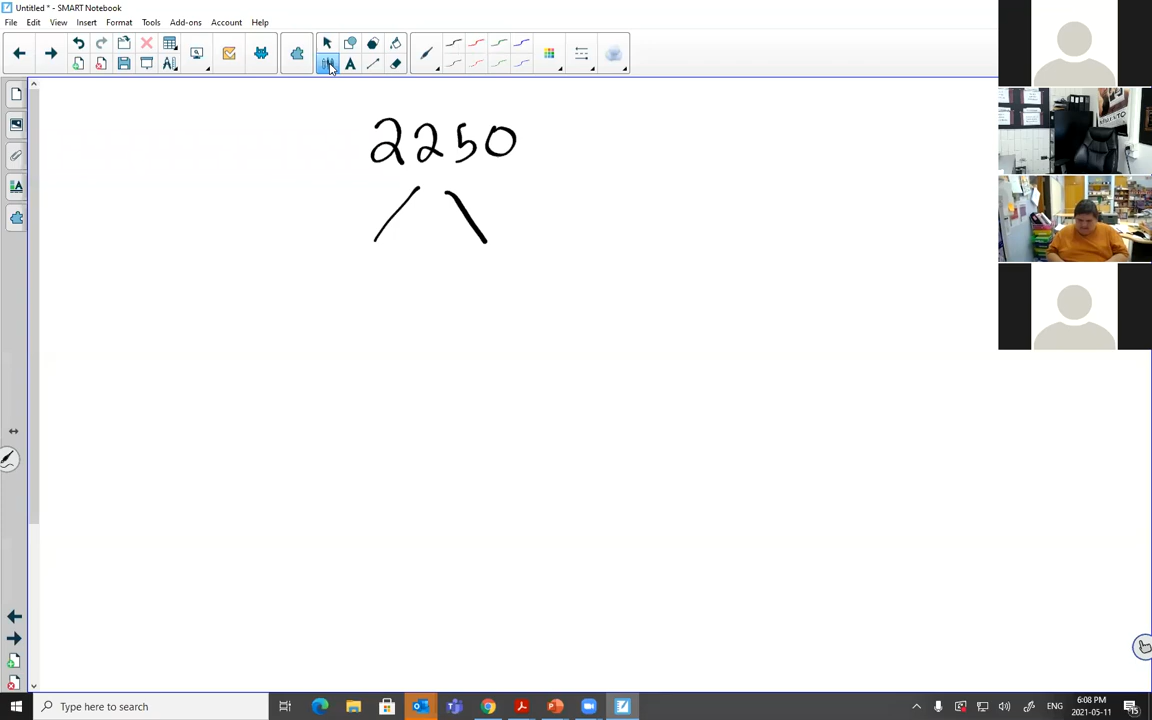 Untitled * - SMART Notebook
File Edit View Insert Format Tools Add-ons Account Help
2250
Type here to search
ENG
6:08 PM
2021-05-11
15